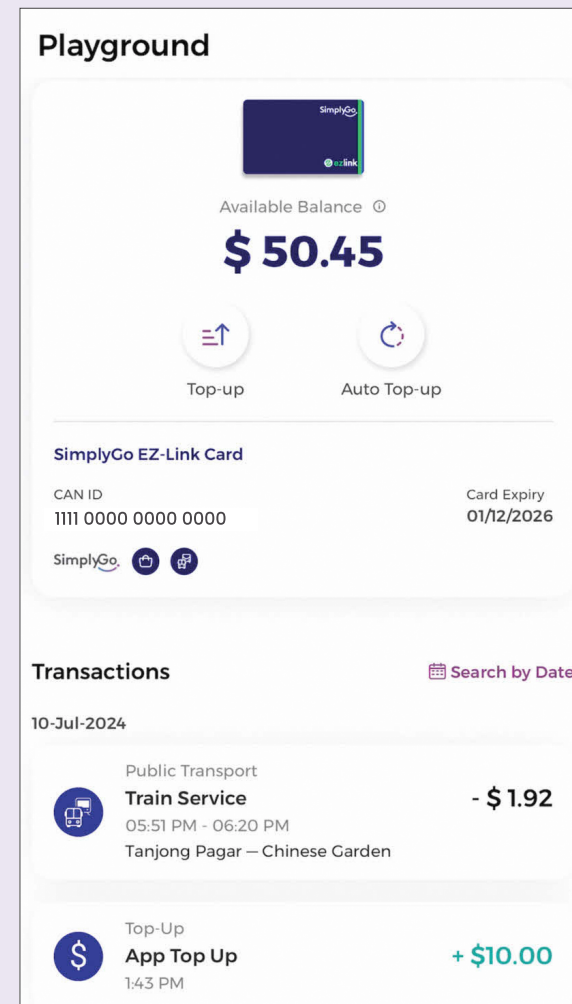 Playground
SimplyGo
ezlink
Available Balance
$ 50.45
Top-up
Auto Top-up
SimplyGo EZ-Link Card
CAN ID
Card Expiry
1111 0000 0000 0000
01/12/2026
SimplyGo.
Transactions
Search by Date
10-Jul-2024
Public Transport
Train Service
- $ 1.92
05:51 PM - 06:20 PM
Tanjong Pagar — Chinese Garden
Top-Up
App Top Up
+ $10.00
1:43 PM